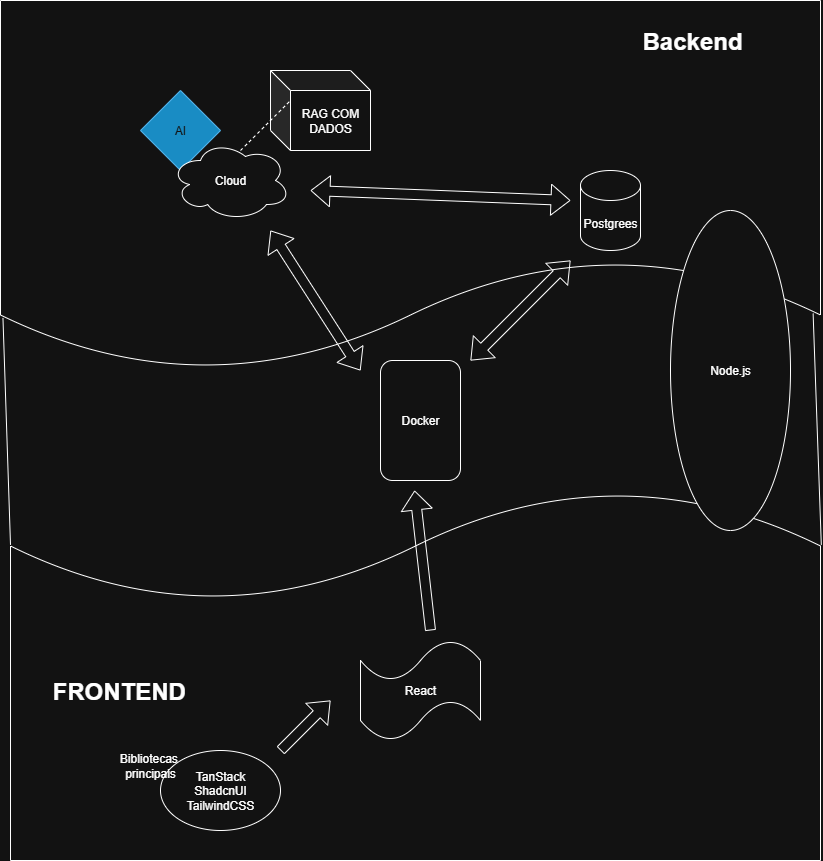 Backend
AI
RAG COM
DADOS
Cloud
Postgrees
Node.js
Docker
React
FRONTEND
Bibliotecas
principais
TanStack
ShadcnUI
TailwindCSS